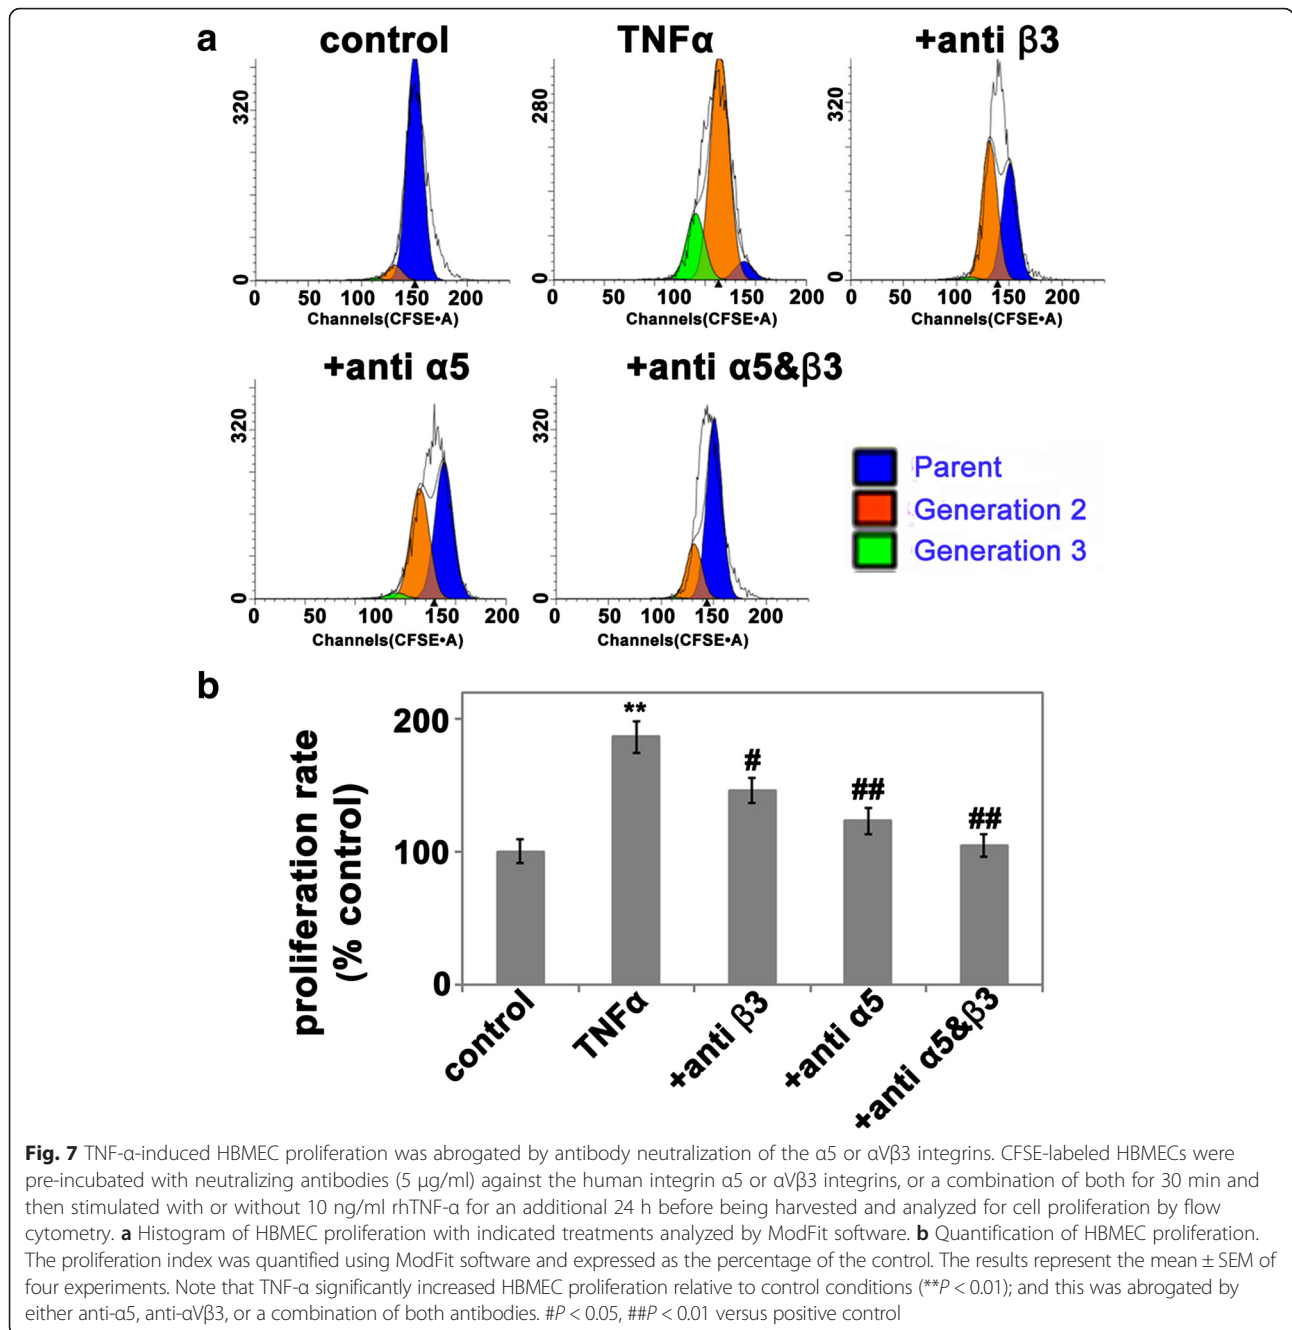 a
control
TNFα
+anti β3
320
0
0 50 100 150 200
Channels(CFSE•A)
280
0
0 50 100 150 200
Channels(CFSE•A)
320
0
0 50 100 150 200
Channels(CFSE•A)
+anti α5
+anti α5&β3
320
0
0 50 100 150 200
Channels(CFSE•A)
320
0
0 50 100 150 200
Channels(CFSE•A)
Parent
Generation 2
Generation 3
b
proliferation rate
(% control)
200
100
0
**
#
##
##
control
TNFα
+anti β3
+anti α5
+anti α5&β3
Fig. 7 TNF-α-induced HBMEC proliferation was abrogated by antibody neutralization of the α5 or αVβ3 integrins. CFSE-labeled HBMECs were
pre-incubated with neutralizing antibodies (5 μg/ml) against the human integrin α5 or αVβ3 integrins, or a combination of both for 30 min and
then stimulated with or without 10 ng/ml rhTNF-α for an additional 24 h before being harvested and analyzed for cell proliferation by flow
cytometry. a Histogram of HBMEC proliferation with indicated treatments analyzed by ModFit software. b Quantification of HBMEC proliferation.
The proliferation index was quantified using ModFit software and expressed as the percentage of the control. The results represent the mean ± SEM of
four experiments. Note that TNF-α significantly increased HBMEC proliferation relative to control conditions (**P < 0.01); and this was abrogated by
either anti-α5, anti-αVβ3, or a combination of both antibodies. #P < 0.05, ##P < 0.01 versus positive control